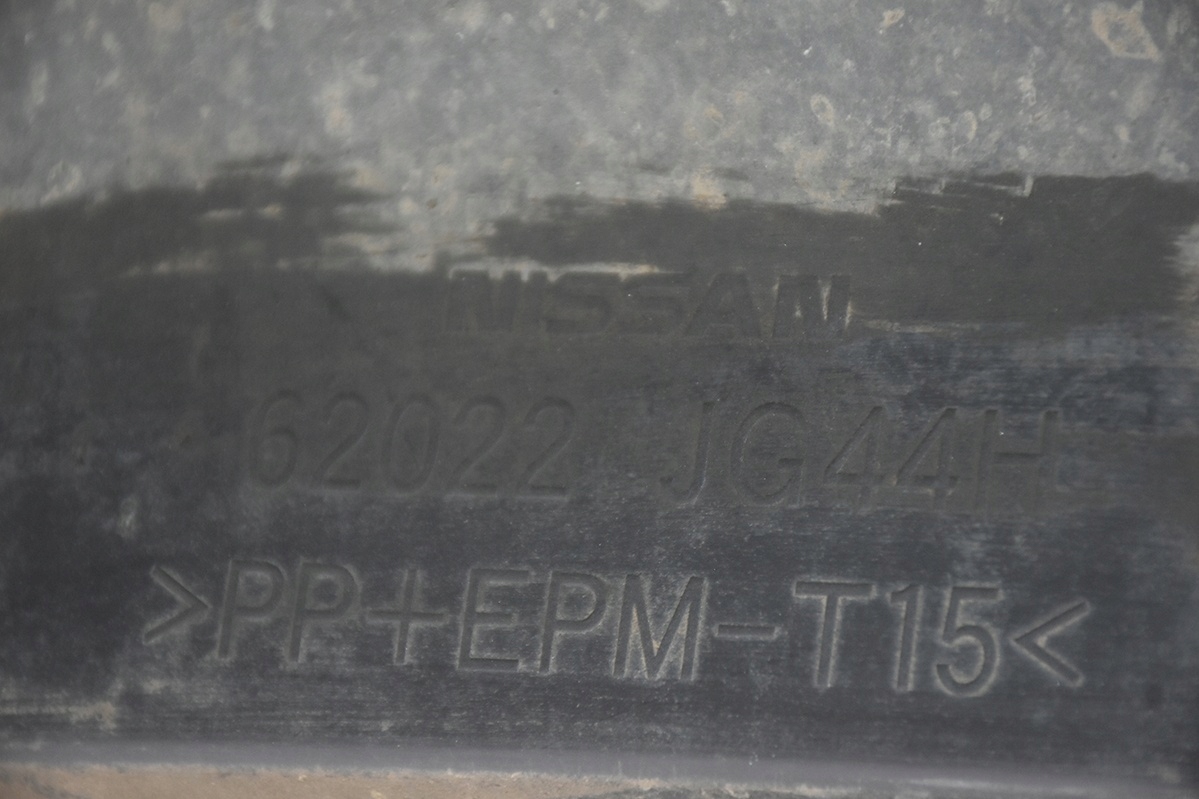 NISSAN
62022 JG44H
>PP+EPM-T15<